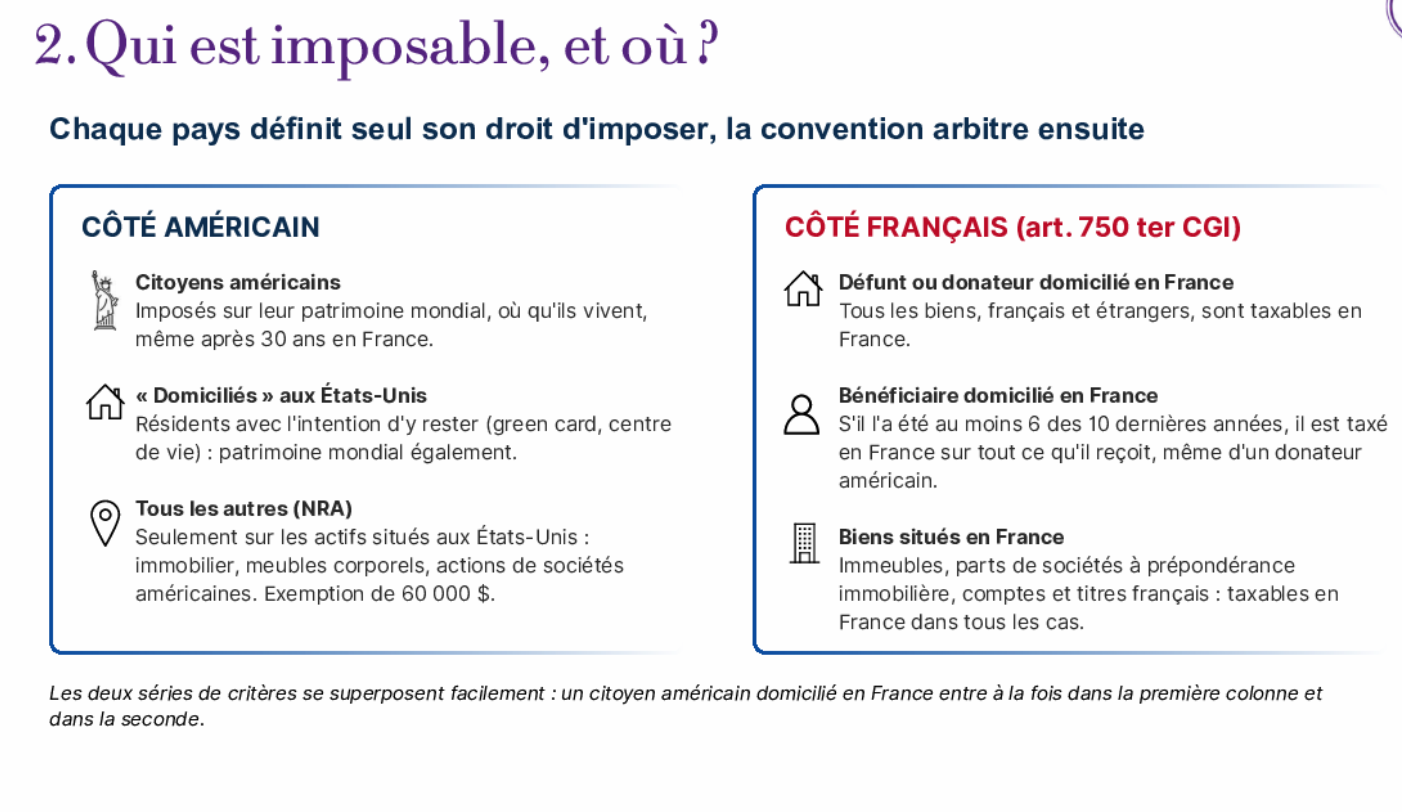 2. Qui est imposable, et où ?
Chaque pays définit seul son droit d'imposer, la convention arbitre ensuite
CÔTÉ AMÉRICAIN
Citoyens américains
Imposés sur leur patrimoine mondial, où qu'ils vivent,
même après 30 ans en France.
« Domiciliés » aux États-Unis
Résidents avec l'intention d'y rester (green card, centre
de vie) : patrimoine mondial également.
Tous les autres (NRA)
Seulement sur les actifs situés aux États-Unis :
immobilier, meubles corporels, actions de sociétés
américaines. Exemption de 60 000 $.
CÔTÉ FRANÇAIS (art. 750 ter CGI)
Défunt ou donateur domicilié en France
Tous les biens, français et étrangers, sont taxables en
France.
Bénéficiaire domicilié en France
S'il l'a été au moins 6 des 10 dernières années, il est taxé
en France sur tout ce qu'il reçoit, même d'un donateur
américain.
Biens situés en France
Immeubles, parts de sociétés à prépondérance
immobilière, comptes et titres français : taxables en
France dans tous les cas.
Les deux séries de critères se superposent facilement : un citoyen américain domicilié en France entre à la fois dans la première colonne et
dans la seconde.